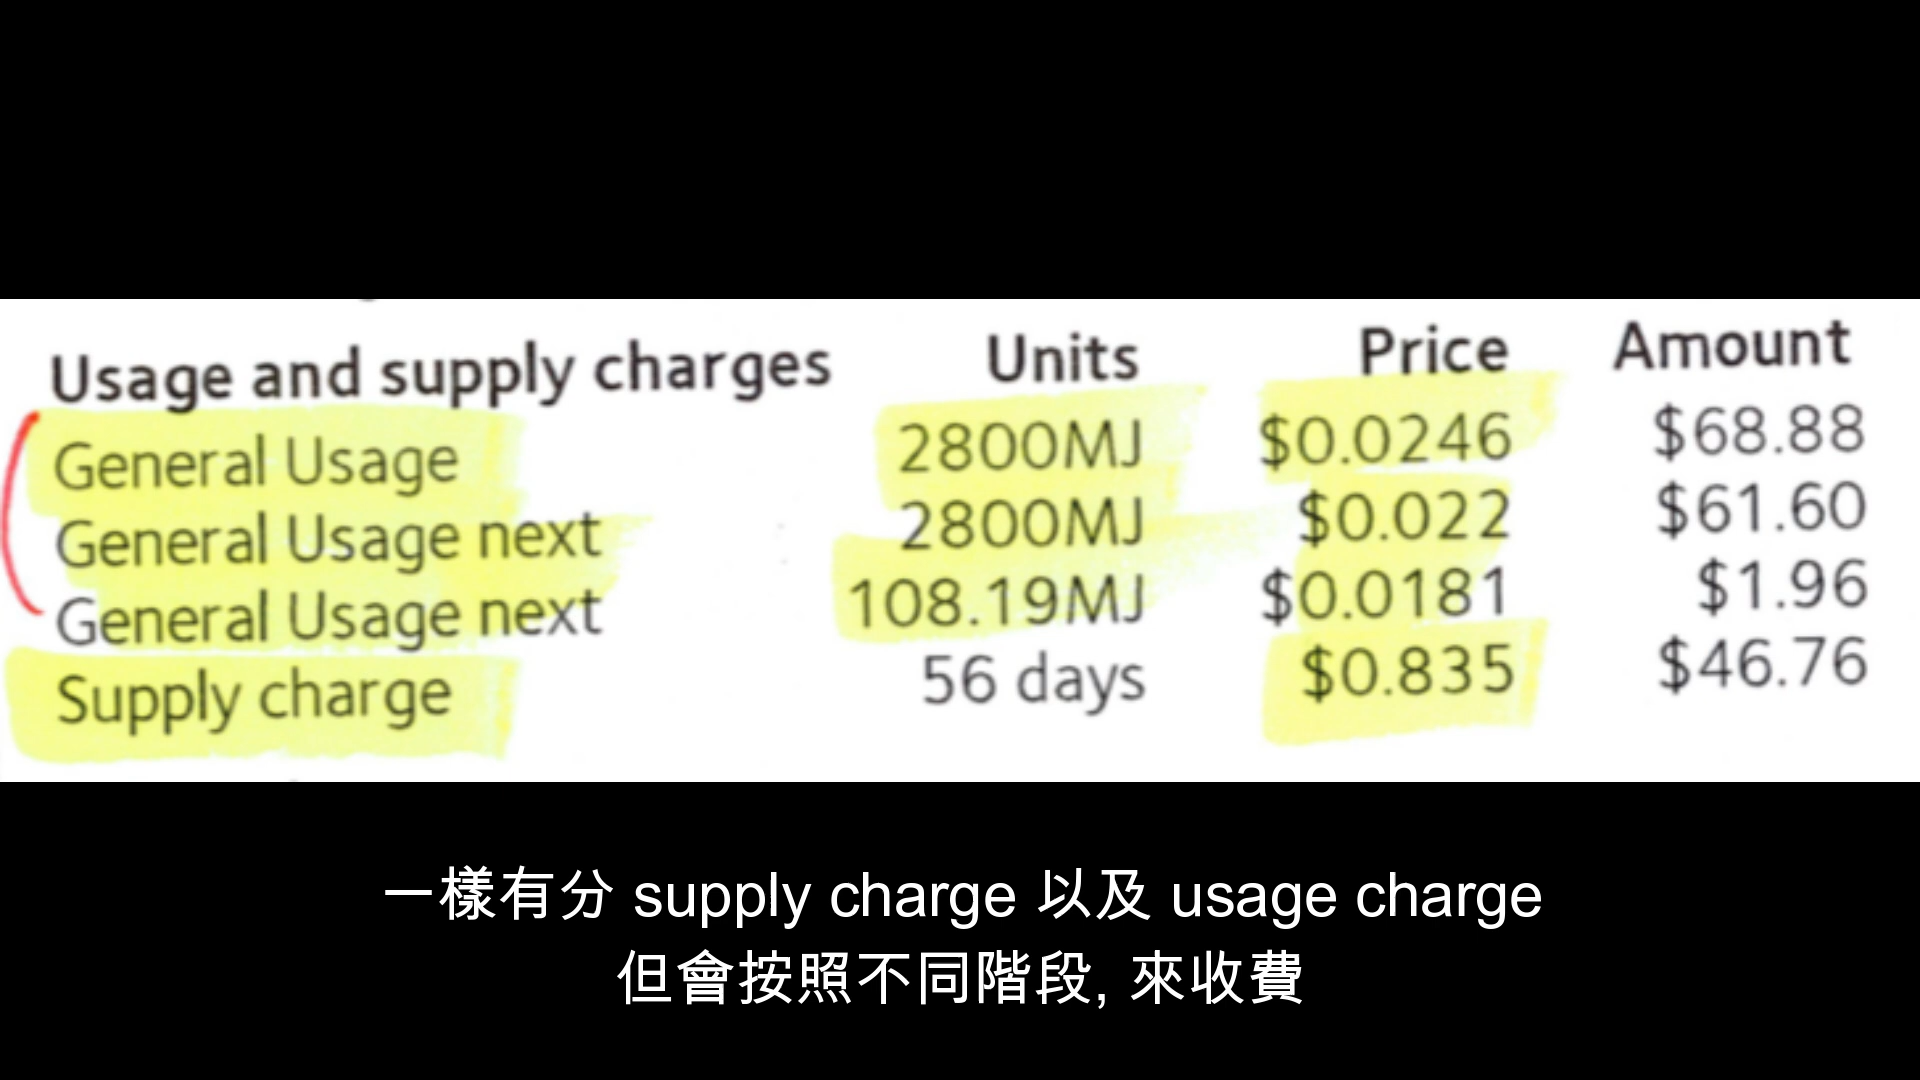 Usage and supply charges Units Price Amount
General Usage 2800MJ $0.0246 $68.88
General Usage next 2800MJ $0.022 $61.60
General Usage next 108.19MJ $0.0181 $1.96
Supply charge 56 days $0.835 $46.76
一樣有分 supply charge 以及 usage charge
但會按照不同階段, 來收費